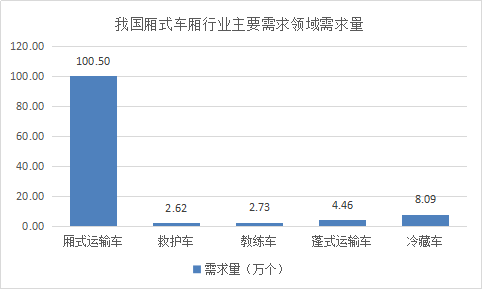 我国厢式车厢行业主要需求领域需求量
120.00
100.00
80.00
60.00
40.00
20.00
0.00
100.50
2.62
2.73
4.46
8.09
厢式运输车
救护车
教练车
蓬式运输车
冷藏车
需求量（万个）